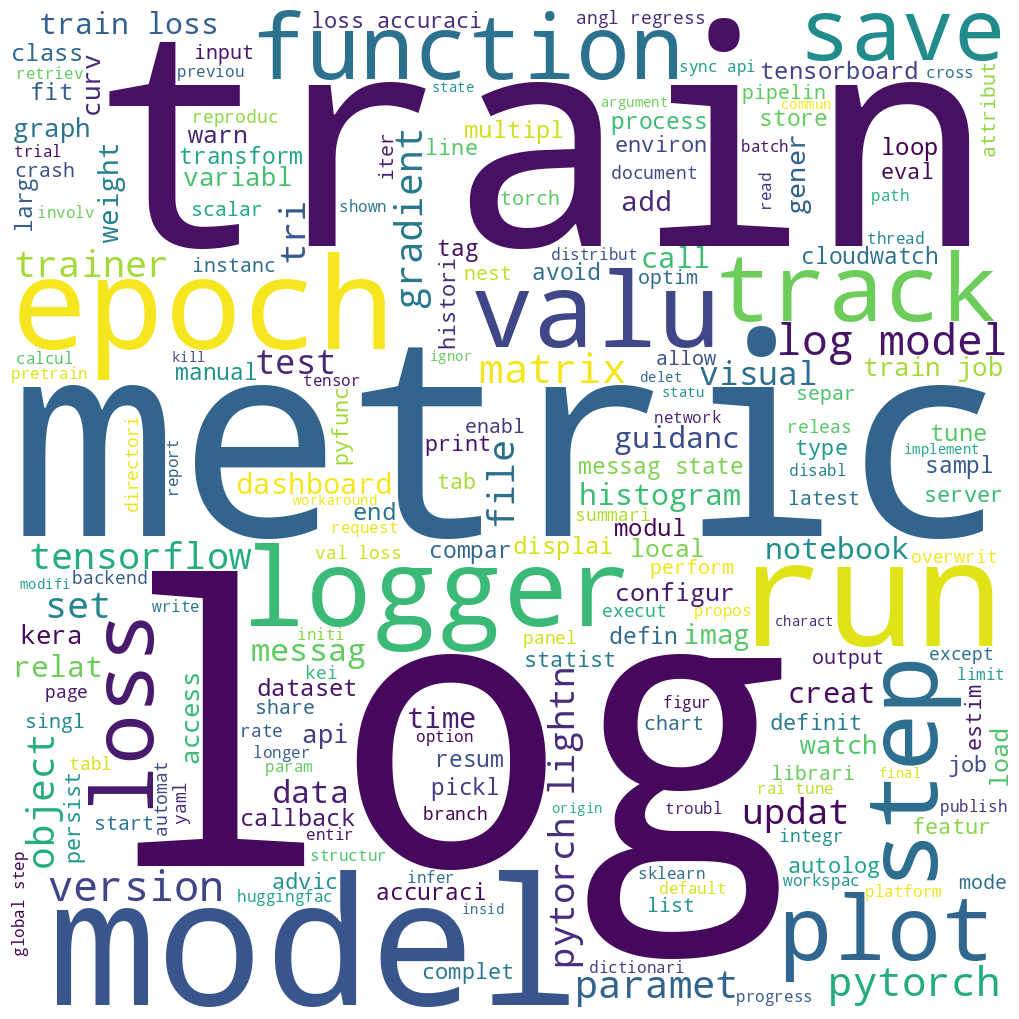 train loss
function
loss accuraci
angl regress
save
class
input
retriev
previou
curv
fit
state
train
sync api
tensorboard
cross
pipelin
argument
commun
attribut
graph
reproduc
warn
multipl
process
store
trial
crash
transform
variabl
gradient
line
iter
environ
batch
loop
eval
document
gener
larg
involv
weight
scalar
tri
shown
torch
add
read
path
trainer
instanc
tag
nest
distribut
avoid
call
optim
thread
cloudwatch
epoch
histori
valu
track
log model
calcul
pretrain
kill
manual
test
tensor
ignor
matrix
allow
delet
visual
statu
train job
metric
directori
report
dashboard
workaround
request
pyfunc
print
enabl
tab
file
network
guidanc
messag state
histogram
summari
modul
separ
type
disabl
latest
releas
tune
implement
sampl
server
tensorflow
end
val loss
compar
displai
local
perform
notebook
overwrit
modifi
backend
set
write
loss
logger
configur
execut
propos
run
charact
kera
relat
page
singl
tabl
initi
messag
kei
panel
statist
defin
imag
output
except
limit
access
dataset
share
rate
longer
param
time
option
api
resum
pickl
data
branch
log
figur
chart
troubl
creat
definit
watch
step
estim
job
load
librari
rai tune
final
object
persist
start
automat
yaml
callback
entir
structur
pytorch lightn
origin
updat
integr
publish
featur
global step
version
huggingfac
advic
infer
accuraci
insid
sklearn
default
list
autolog
workspac
platform
mode
model
complet
dictionari
paramet
progress
plot
pytorch